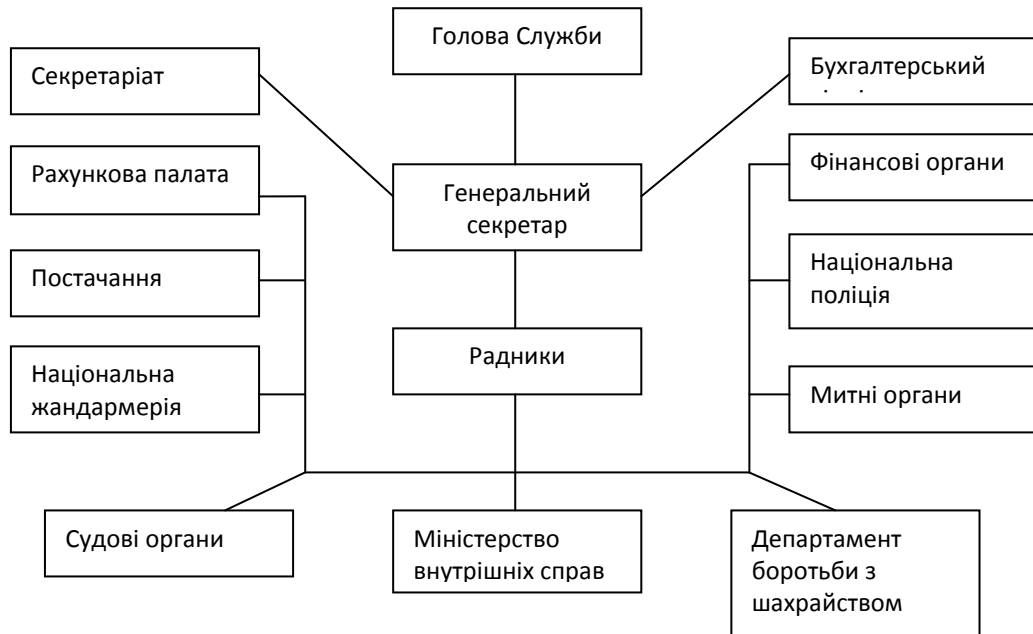 Голова Служби
Секретаріат
Бухгалтерський
Рахункова палата
Генеральний
секретар
Фінансові органи
Постачання
Національна
поліція
Національна
жандармерія
Радники
Митні органи
Судові органи
Міністерство
внутрішніх справ
Департамент
боротьби з
шахрайством